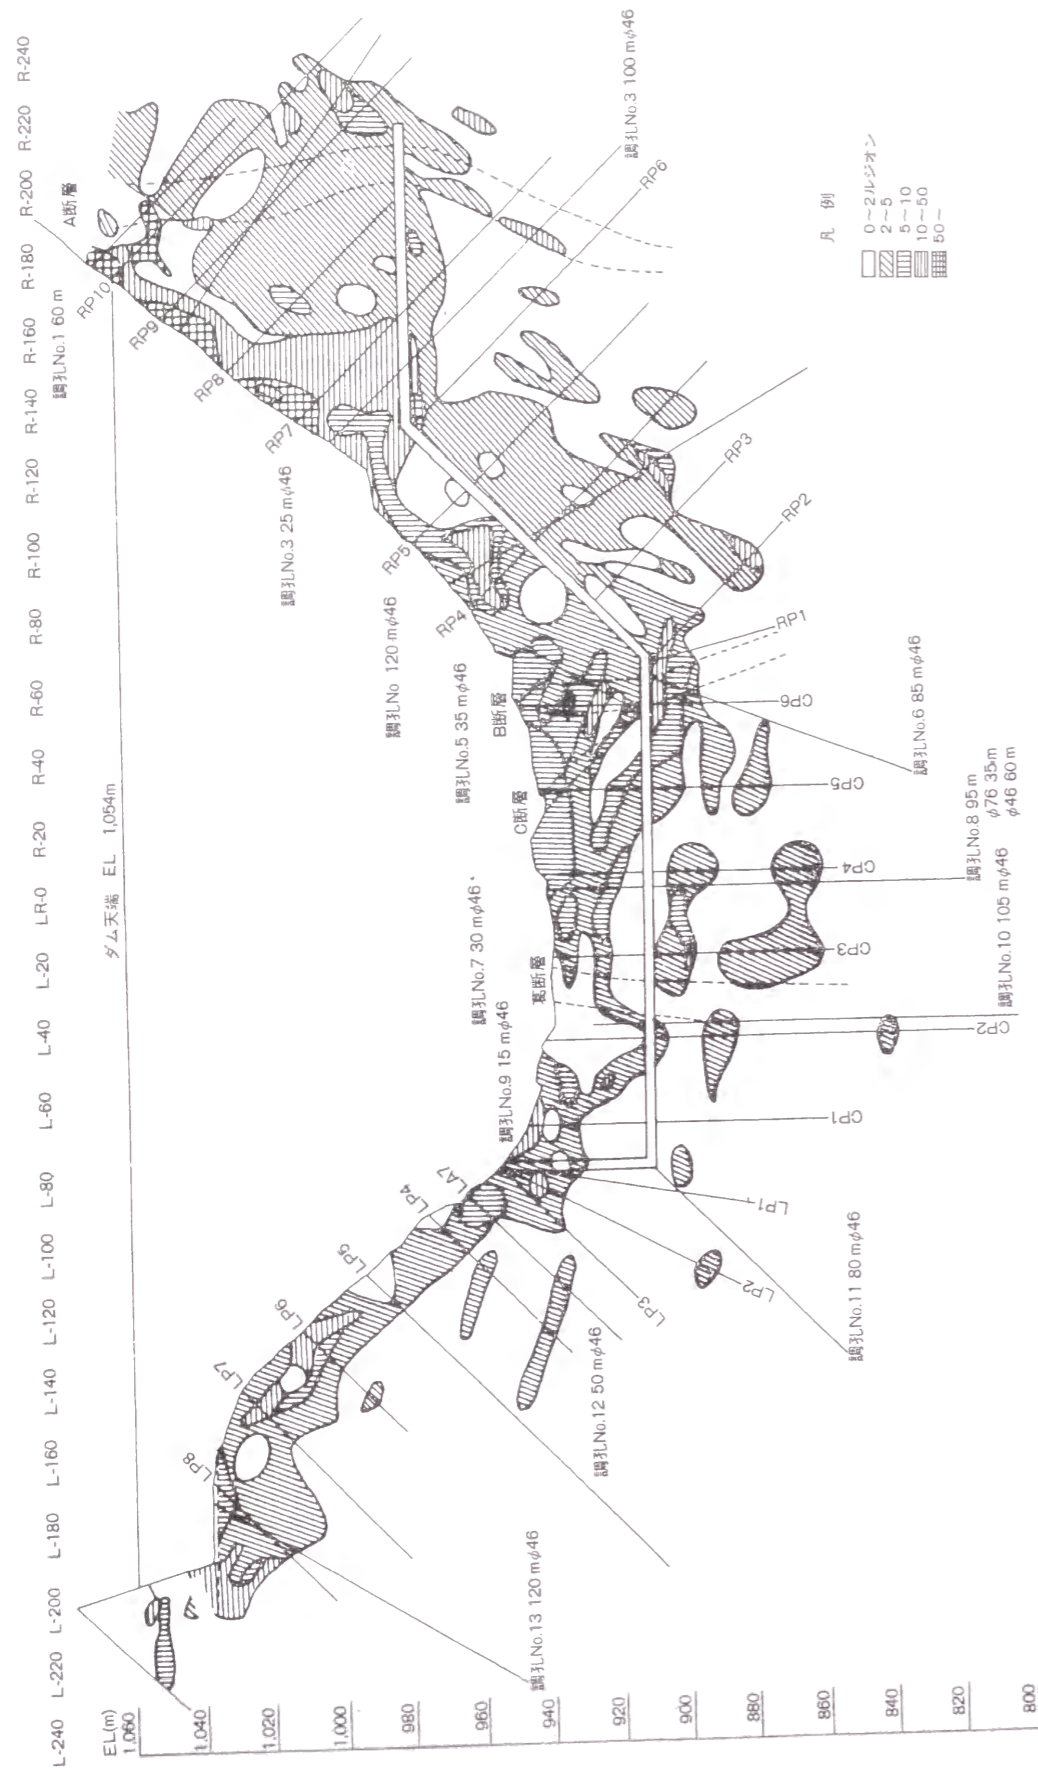 L-240 L-220 L-200 L-180 L-160 L-140 L-120 L-100 L-80 L-60 L-40 L-20 LR-0 R-20 R-40 R-60 R-80 R-100 R-120 R-140 R-160 R-180 R-200 R-220 R-240
EL(m)
1,060
1,040
1,020
1,000
980
960
940
920
900
880
860
840
820
800
ダム天端 EL 1,054m
調孔No.1 60 m
A断層
RP10
RP9
RP8
RP7
調孔No.3 25 mφ46
RP5
調孔No 120 mφ46
RP4
調孔No.5 35 mφ46
B断層
C断層
調孔No.7 30 mφ46
葛断層
調孔No.9 15 mφ46
LA7
LP4
LP5
LP6
LP7
LP8
調孔No.13 120 mφ46
調孔No.12 50 mφ46
LP3
調孔No.11 80 mφ46
LP2
LP1
CP1
CP2
調孔No.10 105 mφ46
CP3
CP4
調孔No.8 95 m
φ76 35m
φ46 60 m
CP5
調孔No.6 85 mφ46
CP6
RP1
RP2
RP3
RP6
調孔No.3 100 mφ46
凡例
0~2ルジオン
2~5
5~10
10~50
50~